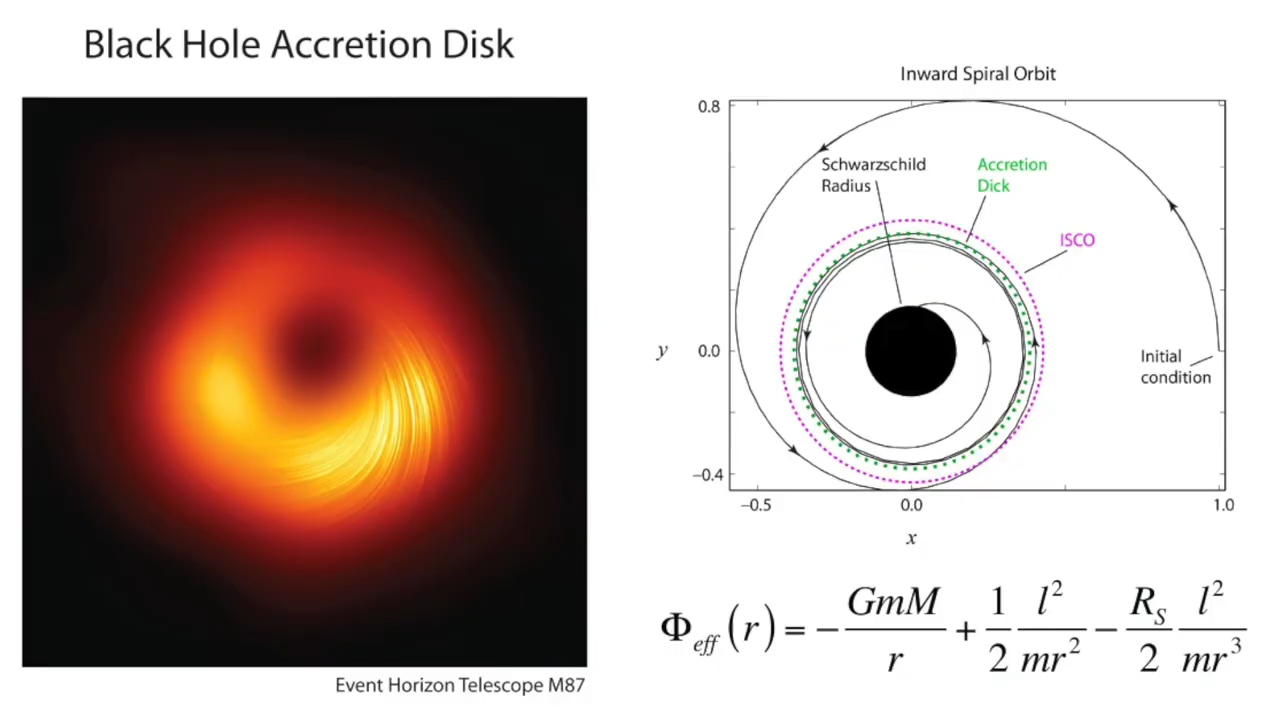 Black Hole Accretion Disk
Event Horizon Telescope M87
Inward Spiral Orbit
0.8
Schwarzschild
Radius
Accretion
Dick
ISCO
y
0.0
Initial
condition
−0.4
−0.5
0.0
1.0
x
Φ_eff (r) = − GmM/r + 1/2 l²/mr² − R_S/2 l²/mr³